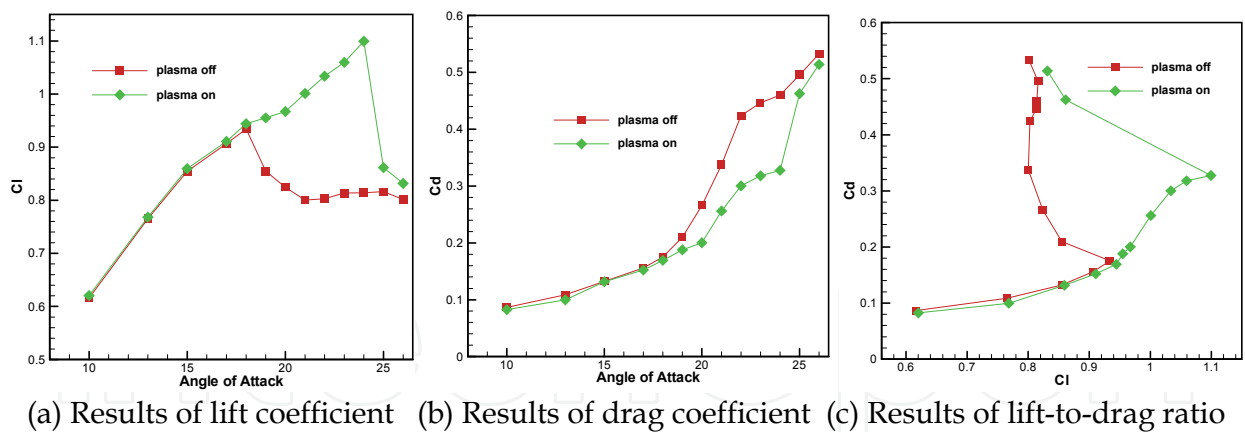 1.1
1
0.9
0.8
0.7
0.6
0.5
Cl
plasma off
plasma on
10
15
20
25
Angle of Attack
(a) Results of lift coefficient
0.6
0.5
0.4
0.3
0.2
0.1
0
Cd
plasma off
plasma on
10
15
20
25
Angle of Attack
(b) Results of drag coefficient
0.6
0.5
0.4
0.3
0.2
0.1
0
Cd
plasma off
plasma on
0.6
0.7
0.8
0.9
1
1.1
Cl
(c) Results of lift-to-drag ratio